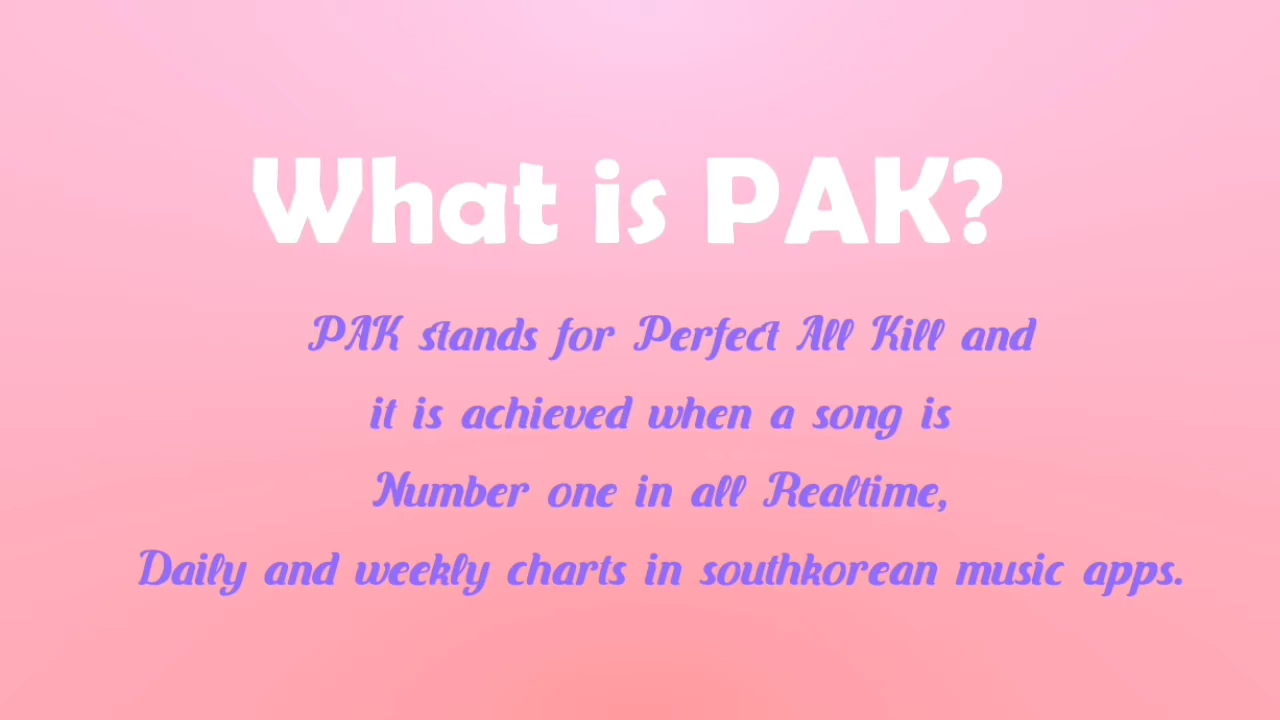 What is PAK?
PAK stands for Perfect All Kill and
it is achieved when a song is
Number one in all Realtime,
Daily and weekly charts in southkorean music apps.